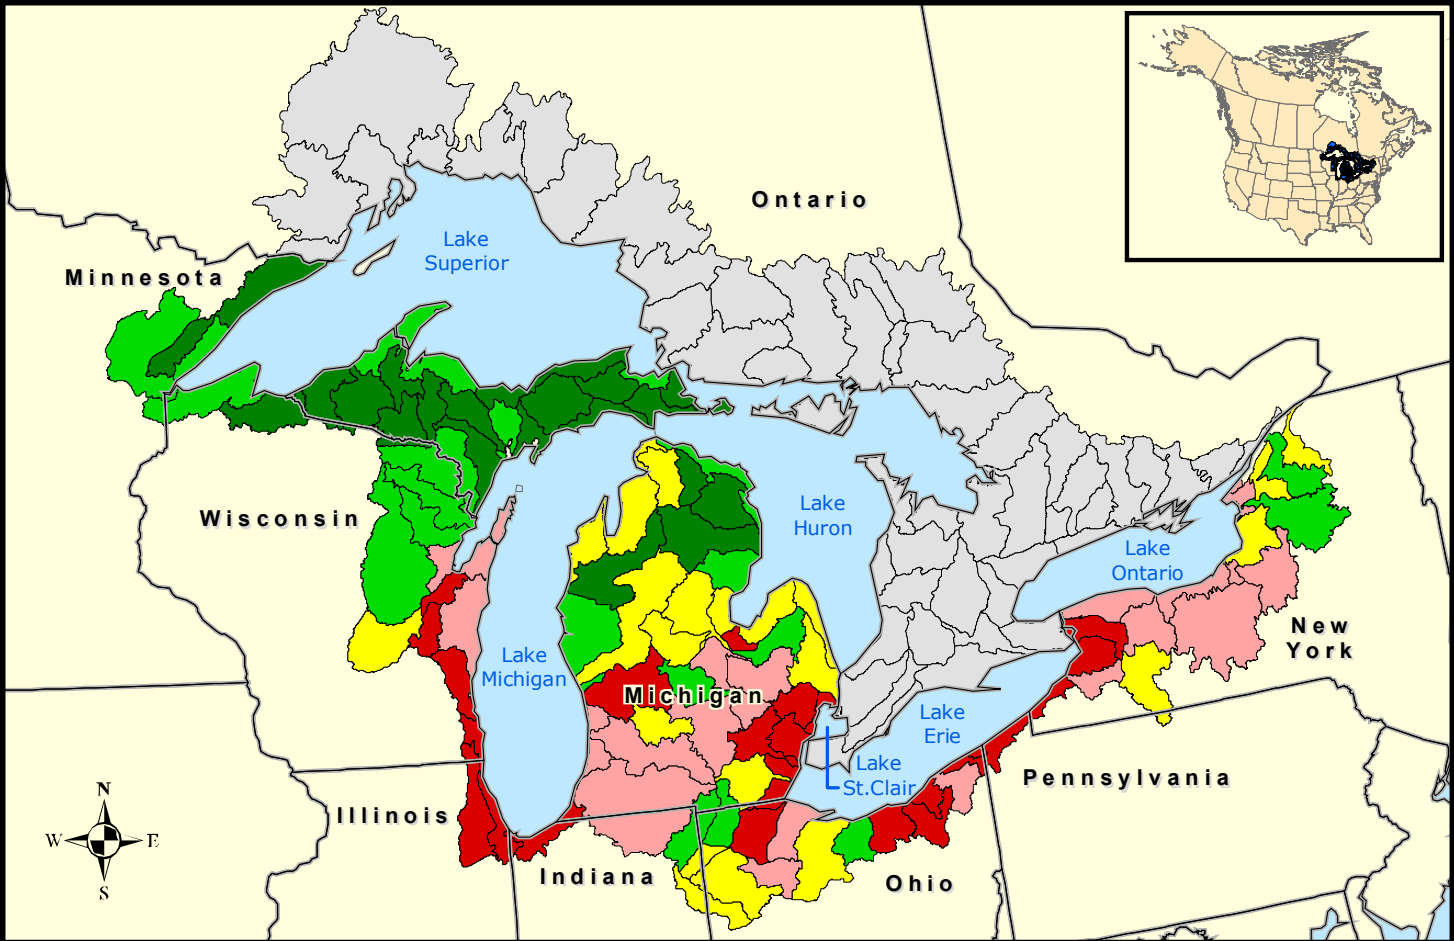 Ontario
Lake
Superior
Minnesota
Wisconsin
Lake
Huron
Lake
Ontario
New
York
Lake
Michigan
Michigan
Lake
Erie
Lake
St.Clair
Pennsylvania
Illinois
Indiana
Ohio
N
W
E
S